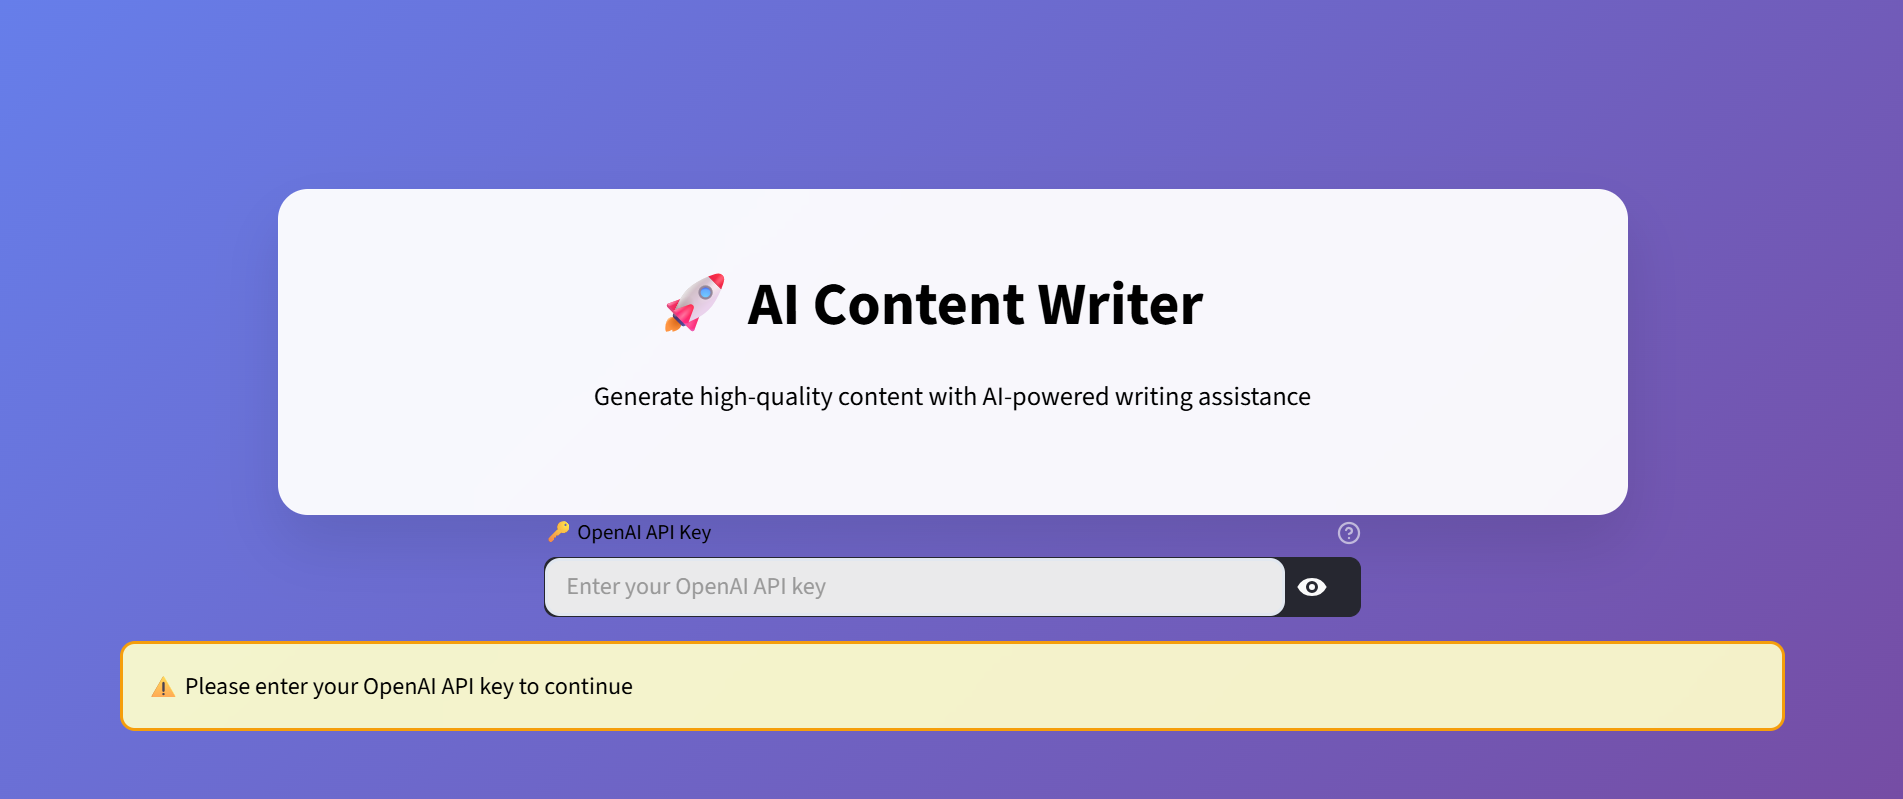 🚀 AI Content Writer
Generate high-quality content with AI-powered writing assistance
🔑 OpenAI API Key
Enter your OpenAI API key
⚠️ Please enter your OpenAI API key to continue